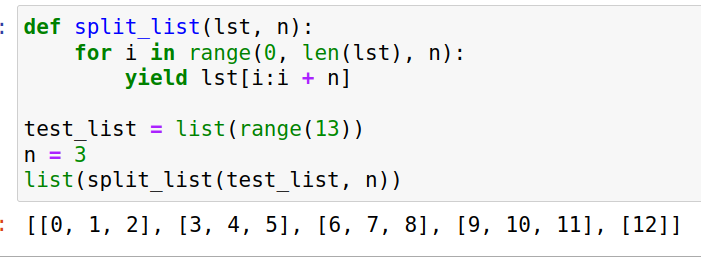 def split_list(lst, n):
    for i in range(0, len(lst), n):
        yield lst[i:i + n]
test_list = list(range(13))
n = 3
list(split_list(test_list, n))
[[0, 1, 2], [3, 4, 5], [6, 7, 8], [9, 10, 11], [12]]